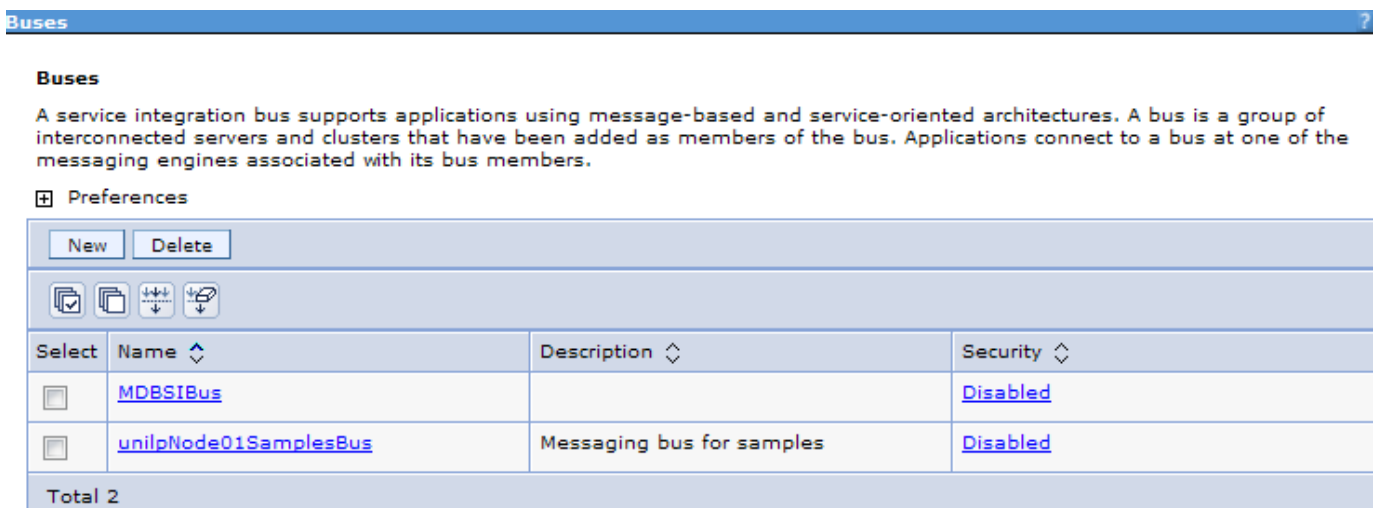 Buses ?
Buses
A service integration bus supports applications using message-based and service-oriented architectures. A bus is a group of
interconnected servers and clusters that have been added as members of the bus. Applications connect to a bus at one of the
messaging engines associated with its bus members.
Preferences
New Delete
Select Name Description Security
MDBSIBus Disabled
unilpNode01SamplesBus Messaging bus for samples Disabled
Total 2